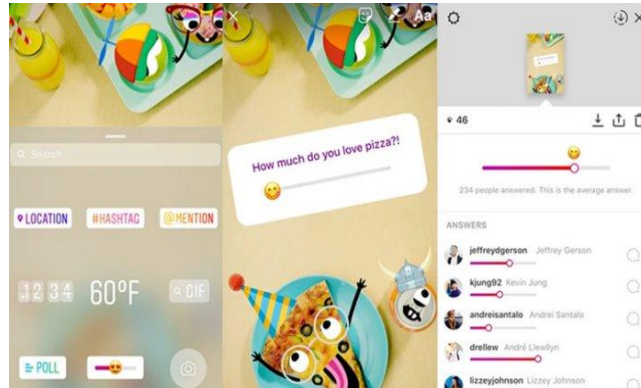 Search
LOCATION
#HASHTAG
@MENTION
12 34
60°F
GIF
POLL
Aa
How much do you love pizza?!
46
234 people answered. This is the average answer.
ANSWERS
jeffreydgerson Jeffrey Gerson
kjung92 Kevin Jung
andreisantalo Andrei Santalo
drellew André Llewllyn
lizzeyjohnson Lizzey Johnson